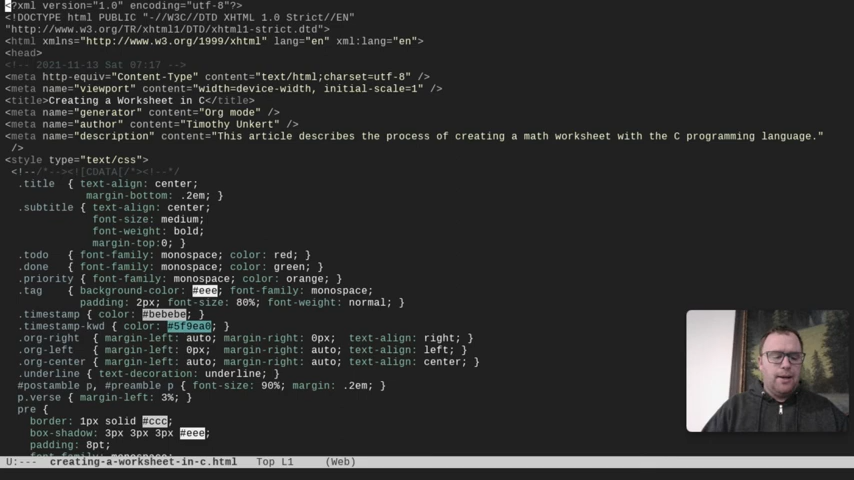 <?xml version="1.0" encoding="utf-8"?>
<!DOCTYPE html PUBLIC "-//W3C//DTD XHTML 1.0 Strict//EN"
"http://www.w3.org/TR/xhtml1/DTD/xhtml1-strict.dtd">
<html xmlns="http://www.w3.org/1999/xhtml" lang="en" xml:lang="en">
<head>
<!-- 2021-11-13 Sat 07:17 -->
<meta http-equiv="Content-Type" content="text/html;charset=utf-8" />
<meta name="viewport" content="width=device-width, initial-scale=1" />
<title>Creating a Worksheet in C</title>
<meta name="generator" content="Org mode" />
<meta name="author" content="Timothy Unkert" />
<meta name="description" content="This article describes the process of creating a math worksheet with the C programming language."
/>
<style type="text/css">
<!--/*--><![CDATA[/*><!--*/
.title { text-align: center;
margin-bottom: .2em; }
.subtitle { text-align: center;
font-size: medium;
font-weight: bold;
margin-top:0; }
.todo { font-family: monospace; color: red; }
.done { font-family: monospace; color: green; }
.priority { font-family: monospace; color: orange; }
.tag { background-color: #eee; font-family: monospace;
padding: 2px; font-size: 80%; font-weight: normal; }
.timestamp { color: #bebebe; }
.timestamp-kwd { color: #5f9ea0; }
.org-right { margin-left: auto; margin-right: 0px; text-align: right; }
.org-left { margin-left: 0px; margin-right: auto; text-align: left; }
.org-center { margin-left: auto; margin-right: auto; text-align: center; }
.underline { text-decoration: underline; }
#postamble p, #preamble p { font-size: 90%; margin: .2em; }
p.verse { margin-left: 3%; }
pre {
border: 1px solid #ccc;
box-shadow: 3px 3px 3px #eee;
padding: 8pt;
U:--- creating-a-worksheet-in-c.html Top L1 (Web)